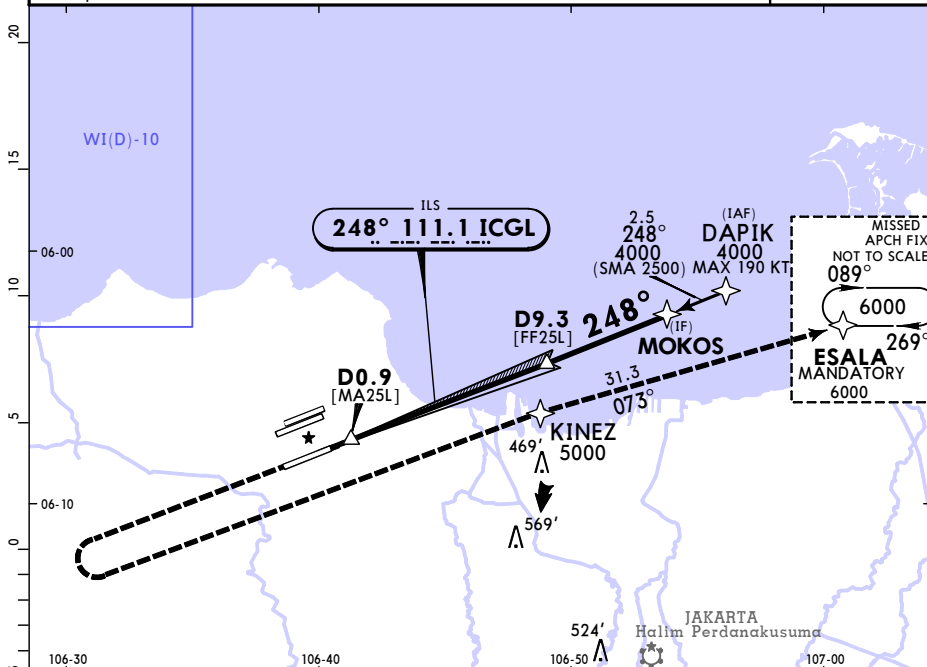 20
15
10
5
0
WI(D)-10
06-00
06-10
ILS
248° 111.1 ICGL
2.5
248°
4000
(SMA 2500)
(IAF)
DAPIK
4000
MAX 190 KT
MISSED
APCH FIX
NOT TO SCALE
089°
6000
269°
ESALA
MANDATORY
6000
D9.3
[FF25L]
248°
(IF)
MOKOS
D0.9
[MA25L]
31.3
073°
KINEZ
5000
469'
569'
524'
JAKARTA
Halim Perdanakusuma
106-30
106-40
106-50
107-00